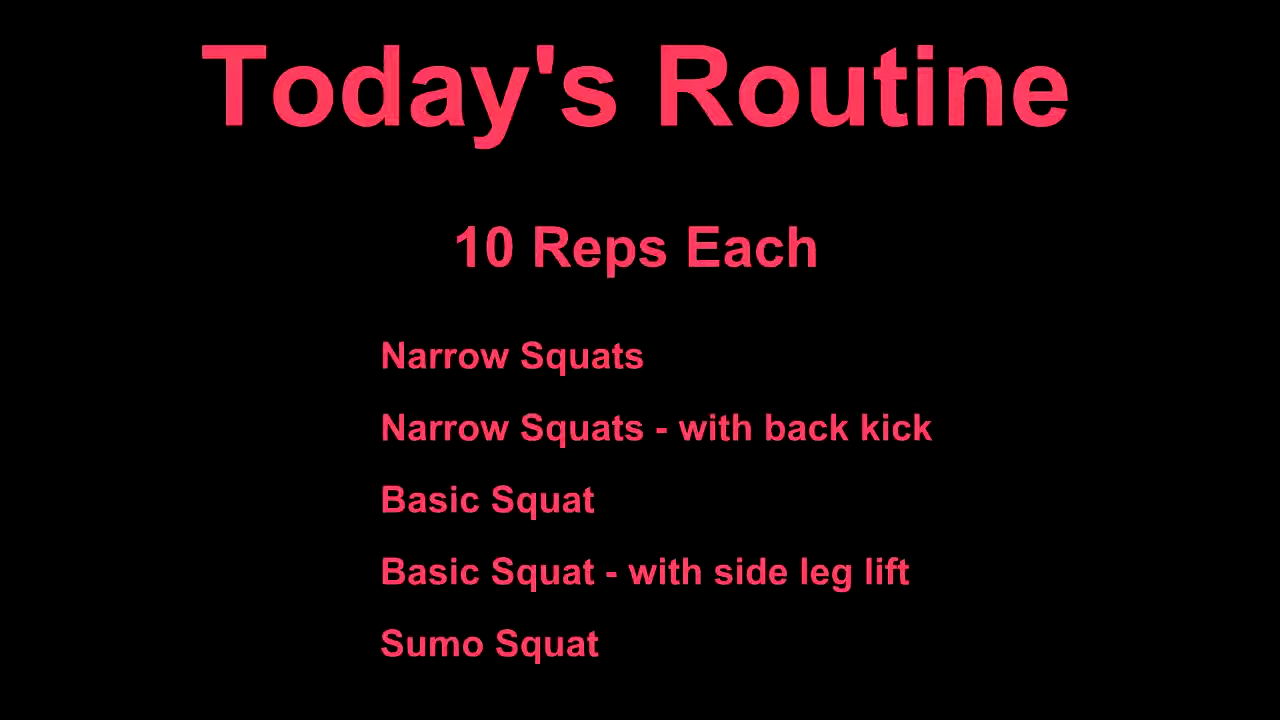 Today's Routine
10 Reps Each
Narrow Squats
Narrow Squats - with back kick
Basic Squat
Basic Squat - with side leg lift
Sumo Squat